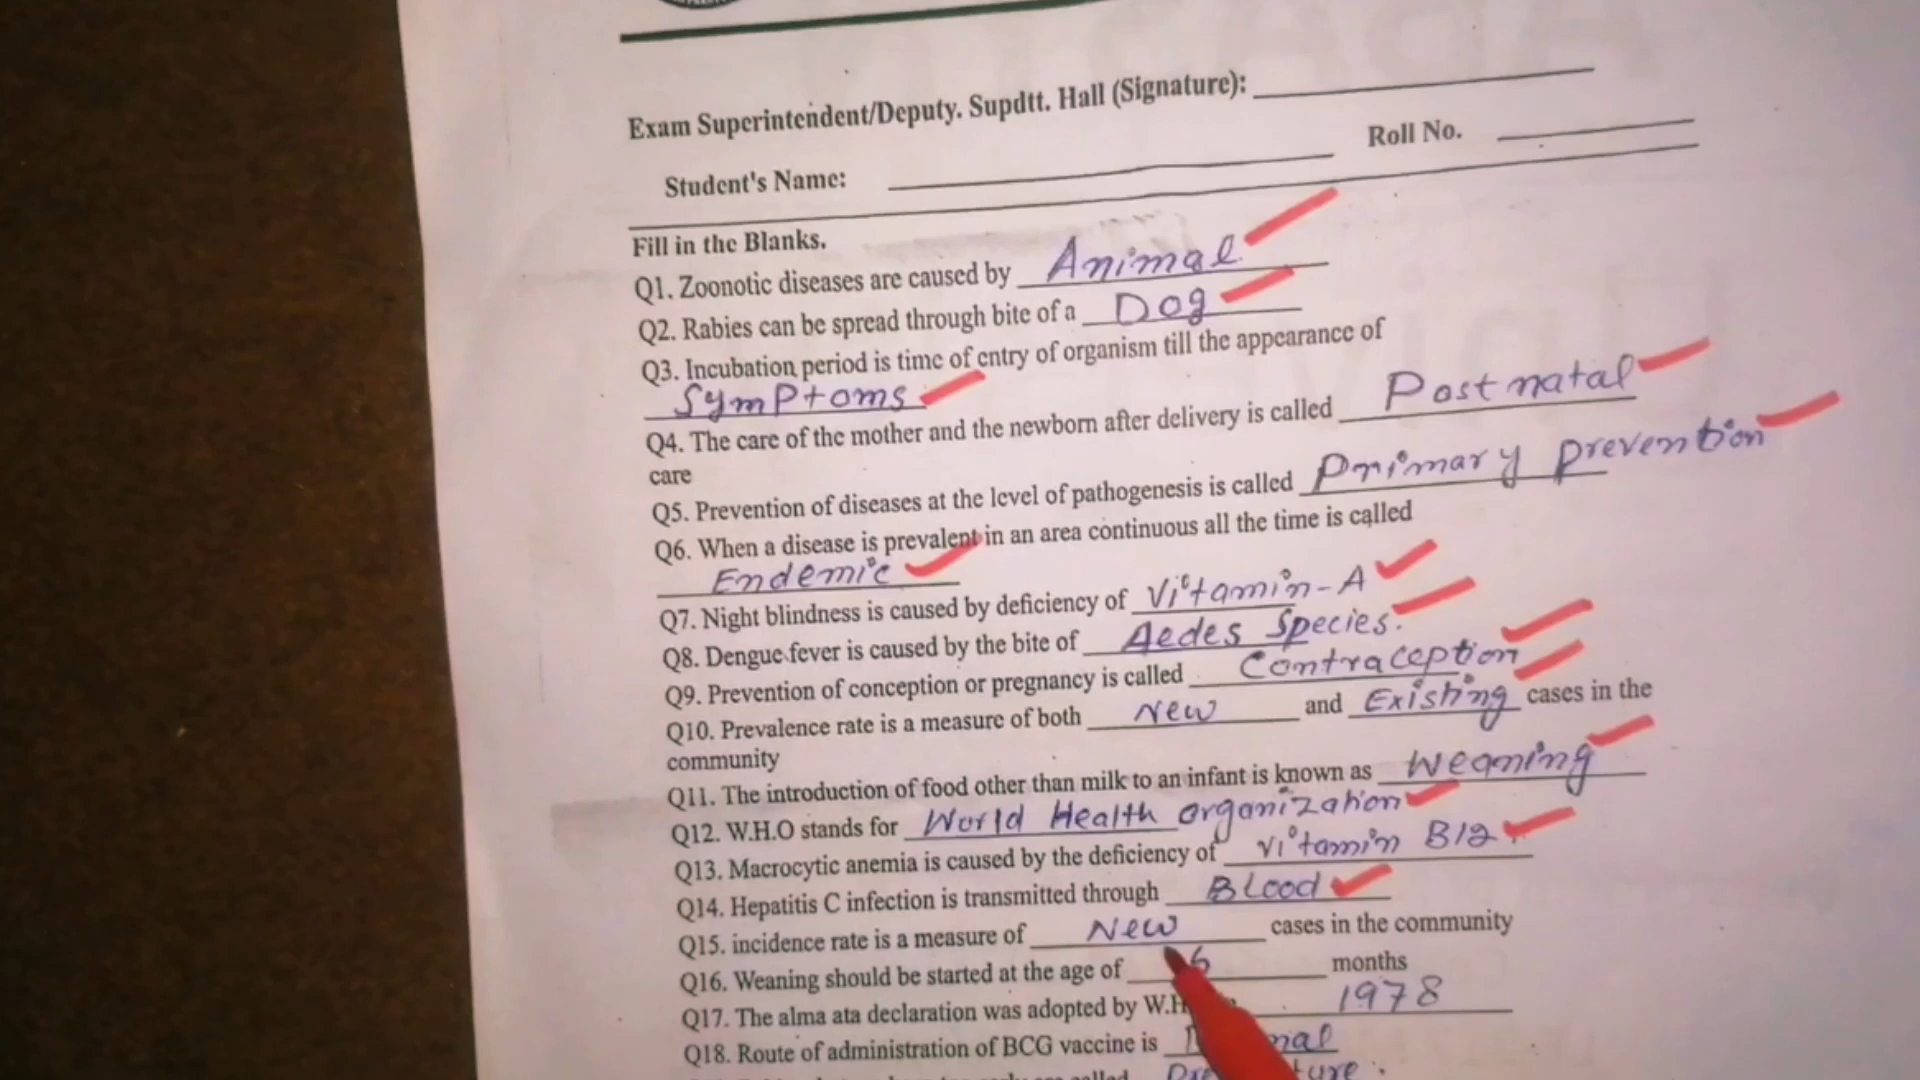 Exam Superintendent/Deputy. Supdtt. Hall (Signature):
Roll No.
Student's Name:
Fill in the Blanks.
Q1. Zoonotic diseases are caused by Animal
Q2. Rabies can be spread through bite of a Dog
Q3. Incubation period is time of entry of organism till the appearance of
Symptoms
Q4. The care of the mother and the newborn after delivery is called Postnatal
care
Q5. Prevention of diseases at the level of pathogenesis is called Primary prevention
Q6. When a disease is prevalent in an area continuous all the time is called
Endemic
Q7. Night blindness is caused by deficiency of Vitamin-A
Q8. Dengue fever is caused by the bite of Aedes Species.
Q9. Prevention of conception or pregnancy is called Contraception
Q10. Prevalence rate is a measure of both New and Existing cases in the
community
Q11. The introduction of food other than milk to an infant is known as Weaning
Q12. W.H.O stands for World Health organization
Q13. Macrocytic anemia is caused by the deficiency of Vitamin B12
Q14. Hepatitis C infection is transmitted through Blood
Q15. incidence rate is a measure of New cases in the community
Q16. Weaning should be started at the age of 6 months
Q17. The alma ata declaration was adopted by 1978
Q18. Route of administration of BCG vaccine is
called